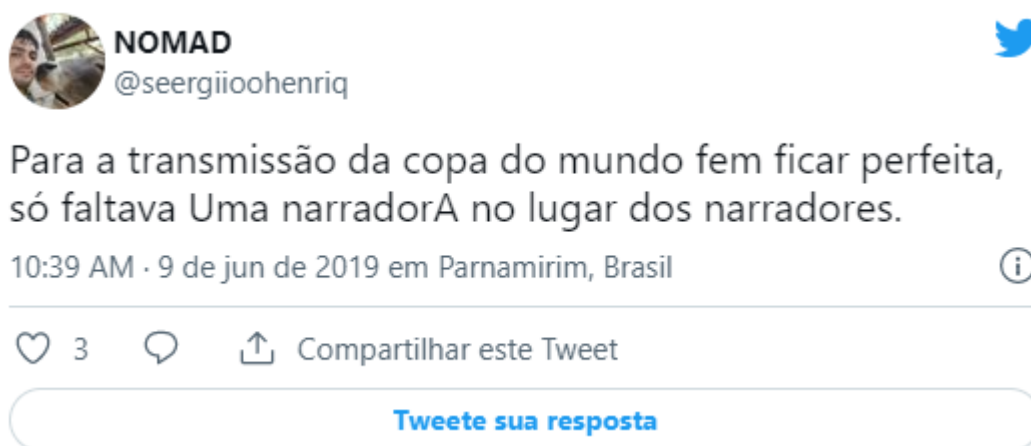 NOMAD
@seergiioohenriq
Para a transmissão da copa do mundo fem ficar perfeita,
só faltava Uma narradorA no lugar dos narradores.
10:39 AM · 9 de jun de 2019 em Parnamirim, Brasil
3 Compartilhar este Tweet
Tweete sua resposta